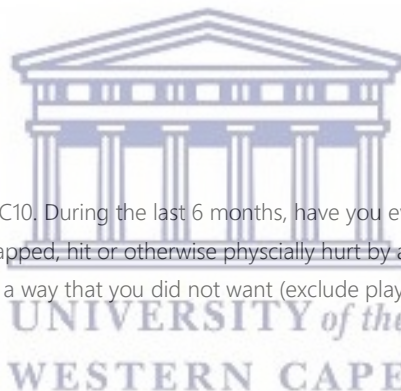 C10. During the last 6 months, have you e
apped, hit or otherwise physcially hurt by a
a way that you did not want (exclude play
UNIVERSITY of the
WESTERN CAPE